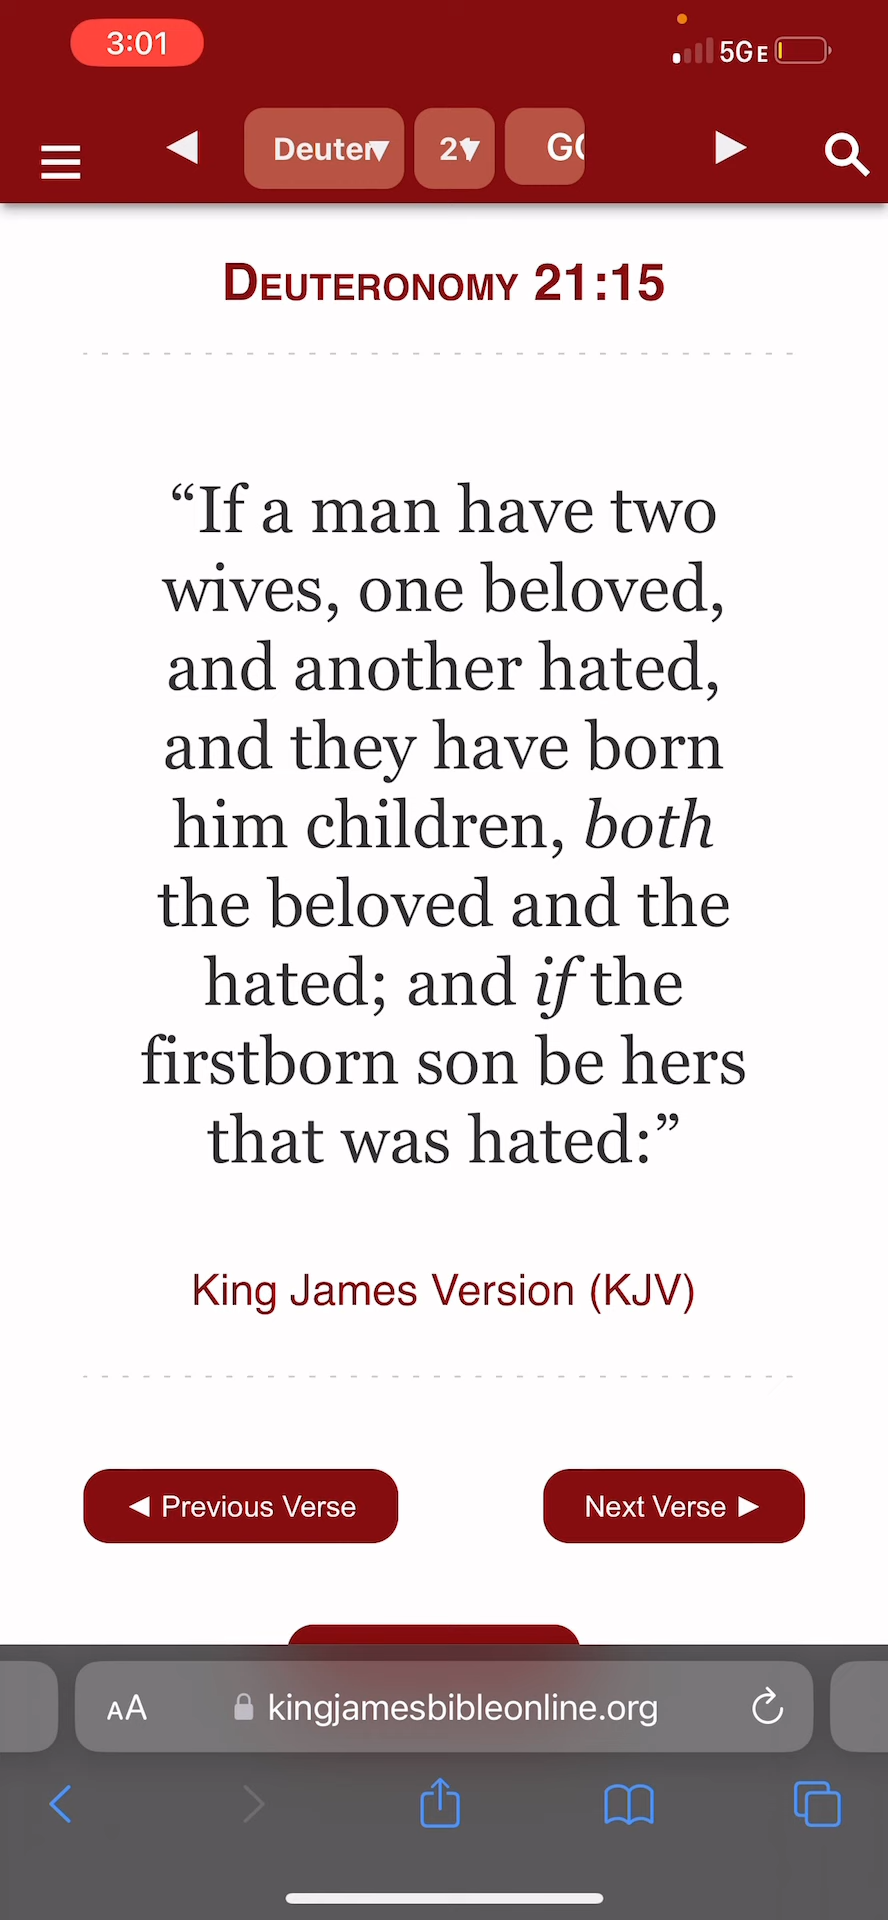 3:01
5GE
Deuter
21
GO
DEUTERONOMY 21:15
“If a man have two
wives, one beloved,
and another hated,
and they have born
him children, both
the beloved and the
hated; and if the
firstborn son be hers
that was hated:”
King James Version (KJV)
◀ Previous Verse
Next Verse ▶
AA
kingjamesbibleonline.org